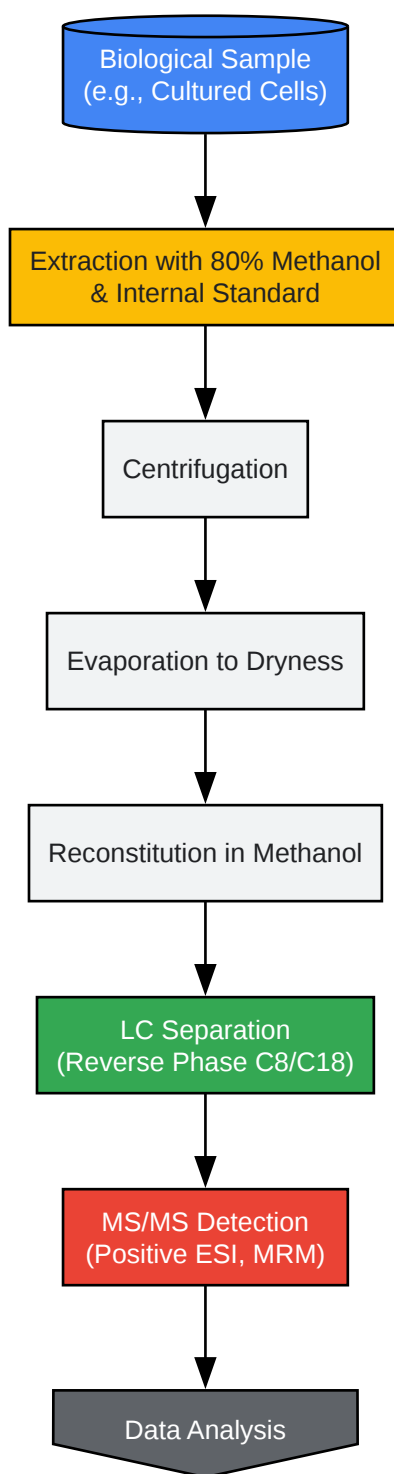 Biological Sample
(e.g., Cultured Cells)
Extraction with 80% Methanol
& Internal Standard
Centrifugation
Evaporation to Dryness
Reconstitution in Methanol
LC Separation
(Reverse Phase C8/C18)
MS/MS Detection
(Positive ESI, MRM)
Data Analysis